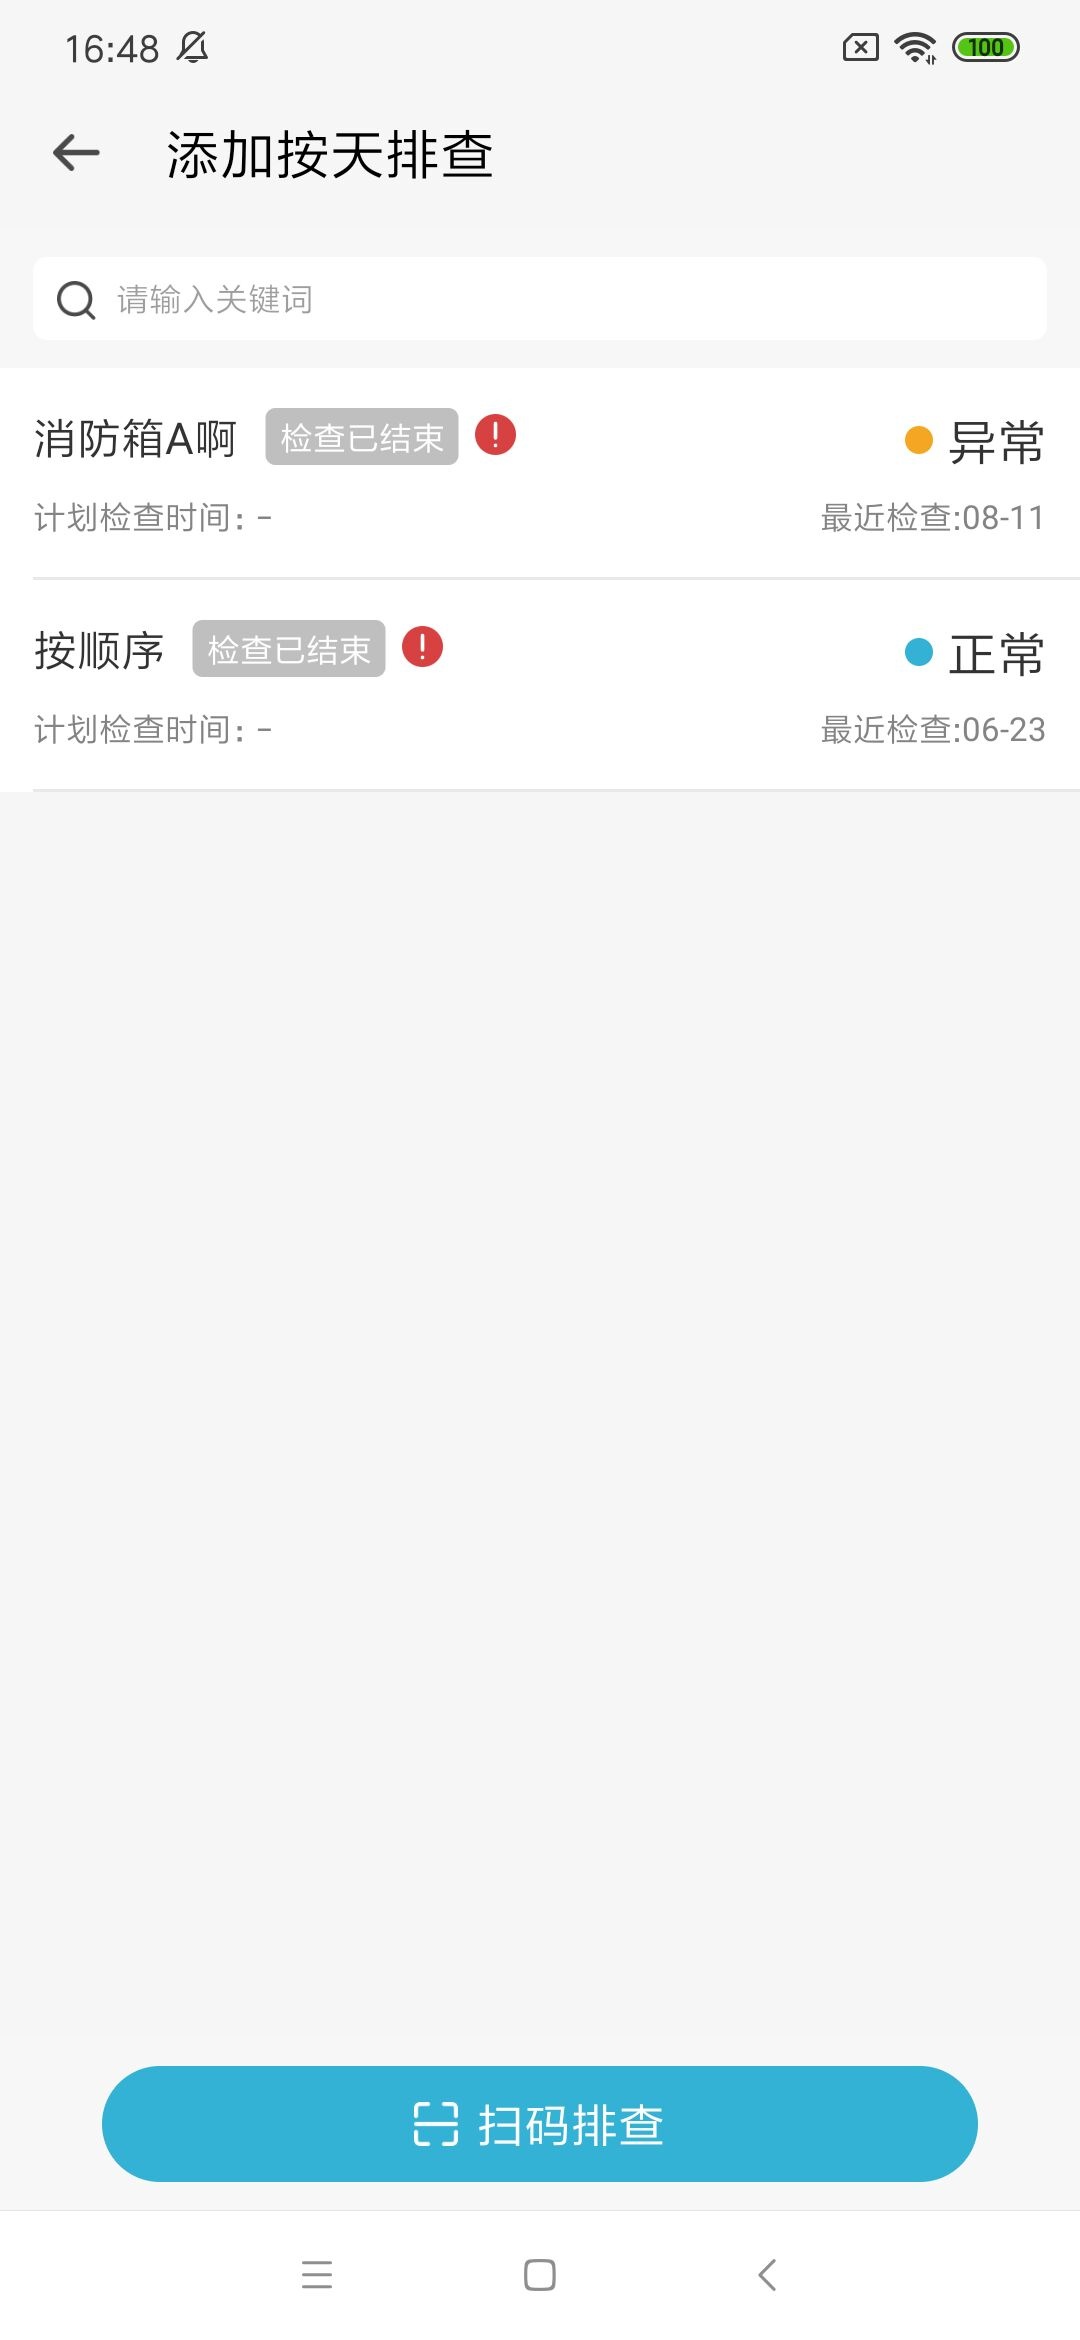 16:48
100
添加按天排查
请输入关键词
消防箱A啊 检查已结束 异常
计划检查时间：- 最近检查:08-11
按顺序 检查已结束 正常
计划检查时间：- 最近检查:06-23
扫码排查